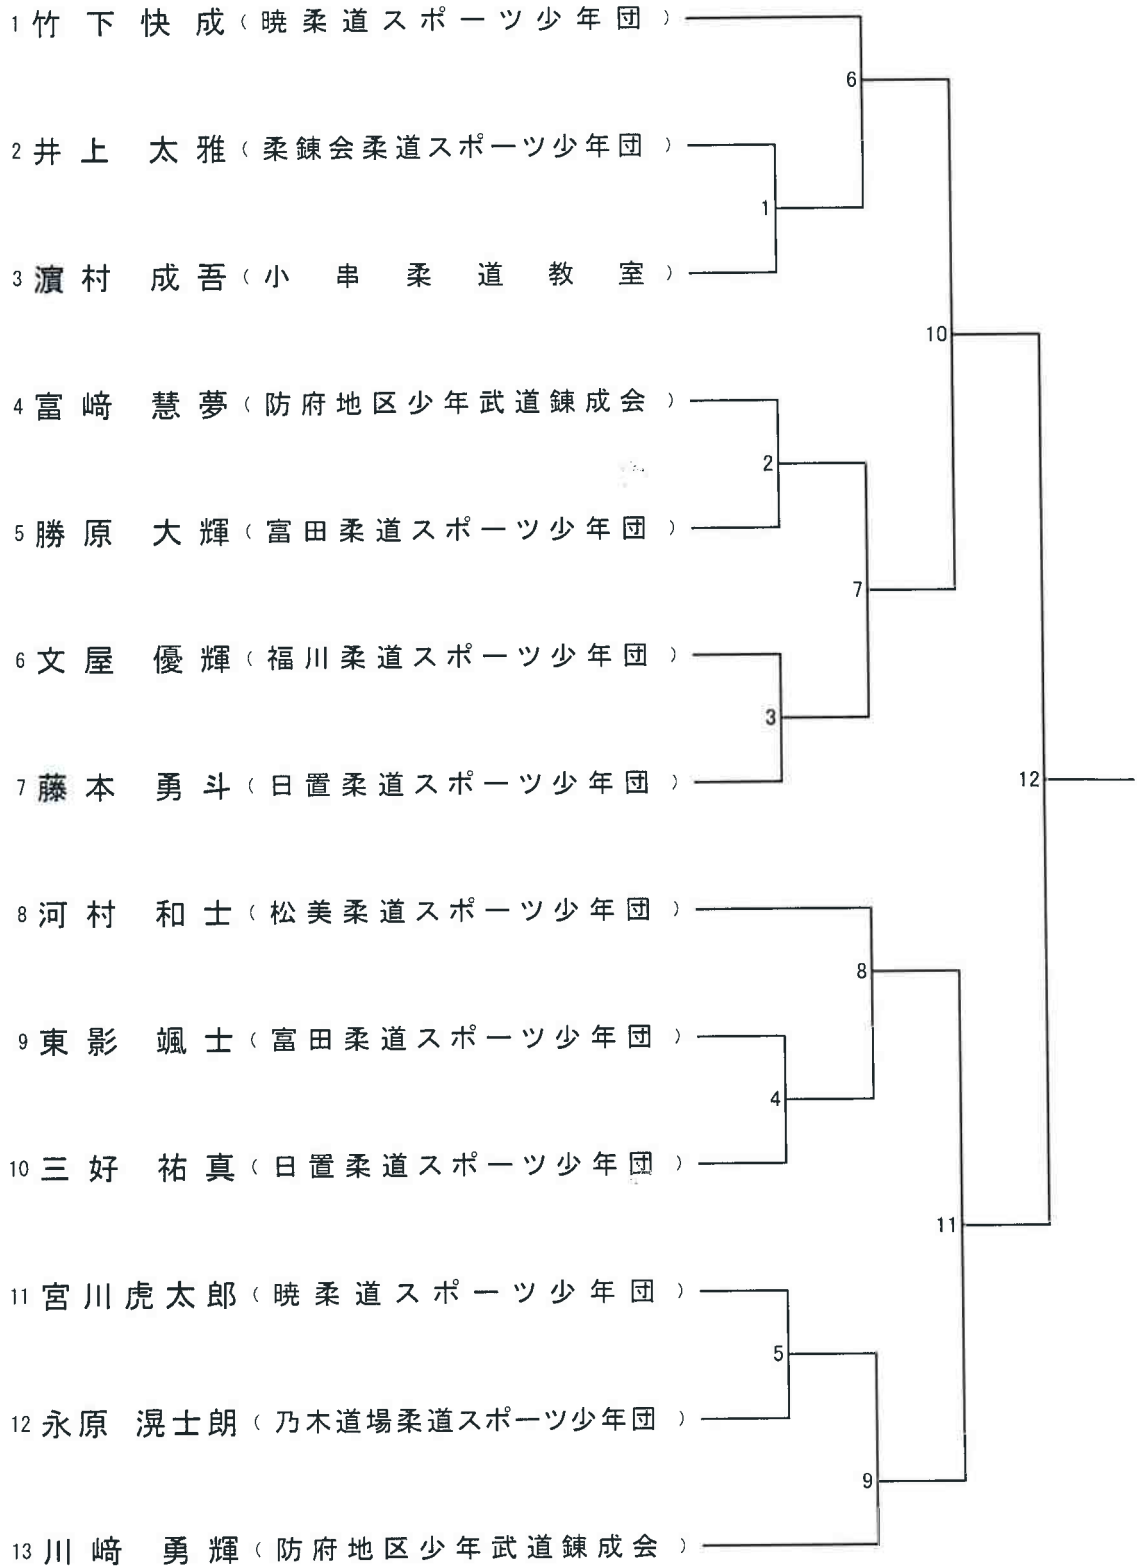 1 竹下快成（暁柔道スポーツ少年団）
6
2 井上太雅（柔錬会柔道スポーツ少年団）
1
3 濵村成吾（小串柔道教室）
10
4 富﨑慧夢（防府地区少年武道錬成会）
2
5 勝原大輝（富田柔道スポーツ少年団）
7
6 文屋優輝（福川柔道スポーツ少年団）
3
7 藤本勇斗（日置柔道スポーツ少年団）
12
8 河村和士（松美柔道スポーツ少年団）
8
9 東影颯士（富田柔道スポーツ少年団）
4
10 三好祐真（日置柔道スポーツ少年団）
11
11 宮川虎太郎（暁柔道スポーツ少年団）
5
12 永原滉士朗（乃木道場柔道スポーツ少年団）
9
13 川﨑勇輝（防府地区少年武道錬成会）